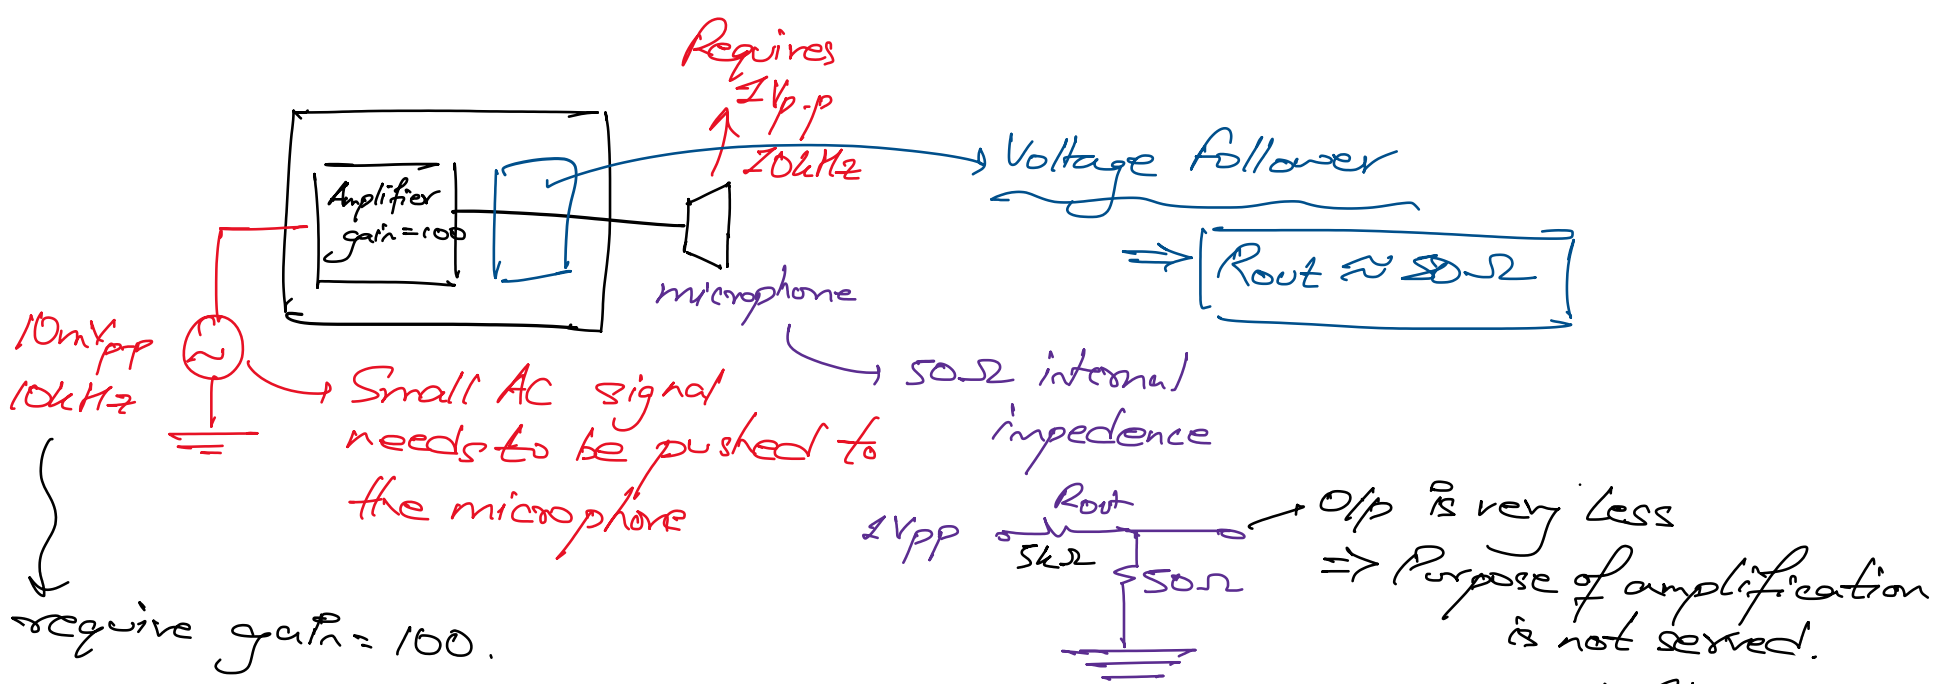 Requires
1Vp-p
10kHz
Amplifier
gain=100
Voltage follower
⇒ Rout ≈ 50Ω
microphone
10mVp-p
10kHz
Small AC signal
needs to be pushed to
the microphone
50Ω internal
impedence
Rout
1Vpp
5kΩ
50Ω
O/p is very less
⇒ Purpose of amplification
is not served.
require gain= 100.